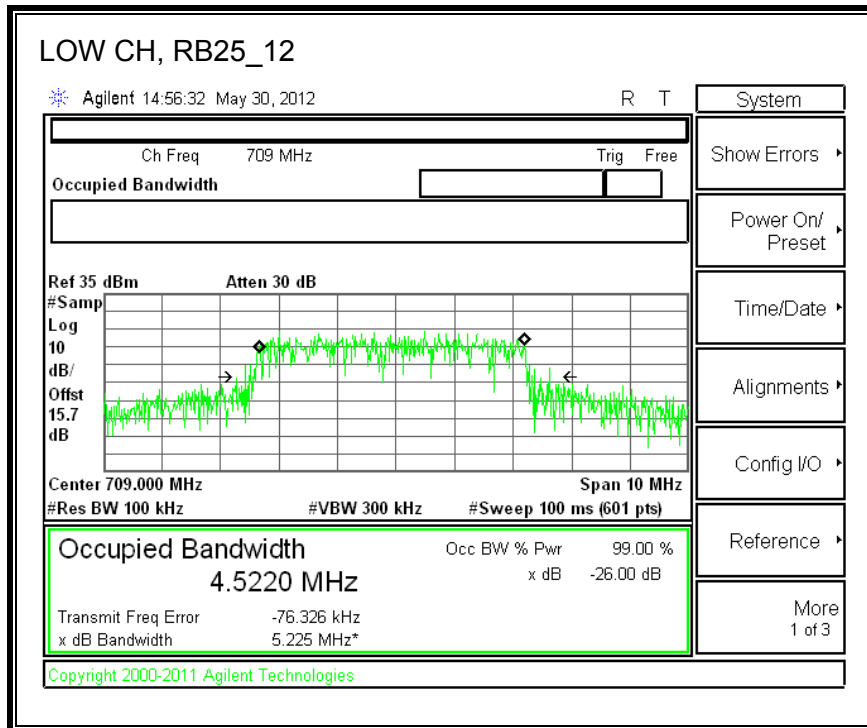 LOW CH, RB25_12
Agilent 14:56:32 May 30, 2012 R T
System
Ch Freq 709 MHz Trig Free
Occupied Bandwidth
Show Errors
Power On/
Preset
Time/Date
Alignments
Config I/O
Reference
More
1 of 3
Ref 35 dBm Atten 30 dB
#Samp
Log
10
dB/
Offst
15.7
dB
Center 709.000 MHz Span 10 MHz
#Res BW 100 kHz #VBW 300 kHz #Sweep 100 ms (601 pts)
Occupied Bandwidth Occ BW % Pwr 99.00 %
4.5220 MHz x dB -26.00 dB
Transmit Freq Error -76.326 kHz
x dB Bandwidth 5.225 MHz*
Copyright 2000-2011 Agilent Technologies